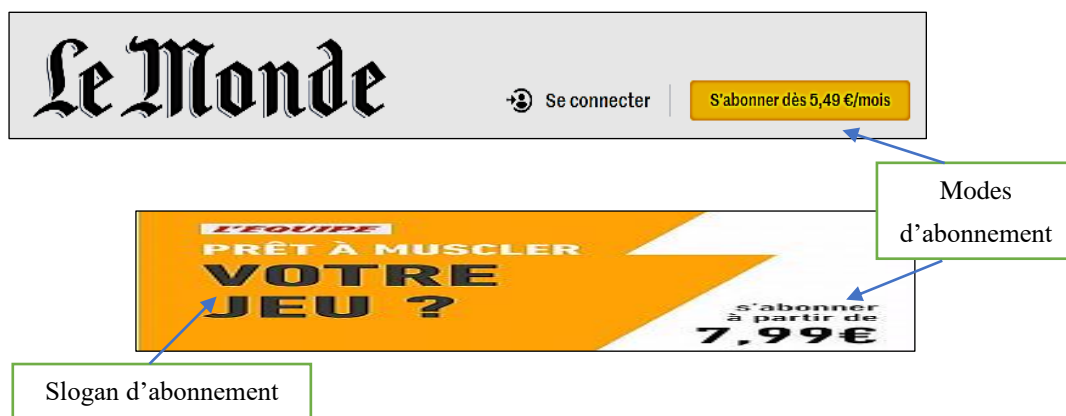 Le Monde
Se connecter
S'abonner dès 5,49 €/mois
Modes
d'abonnement
L'EQUIPE
PRÊT À MUSCLER
VOTRE
JEU ?
s'abonner
à partir de
7,99€
Slogan d'abonnement